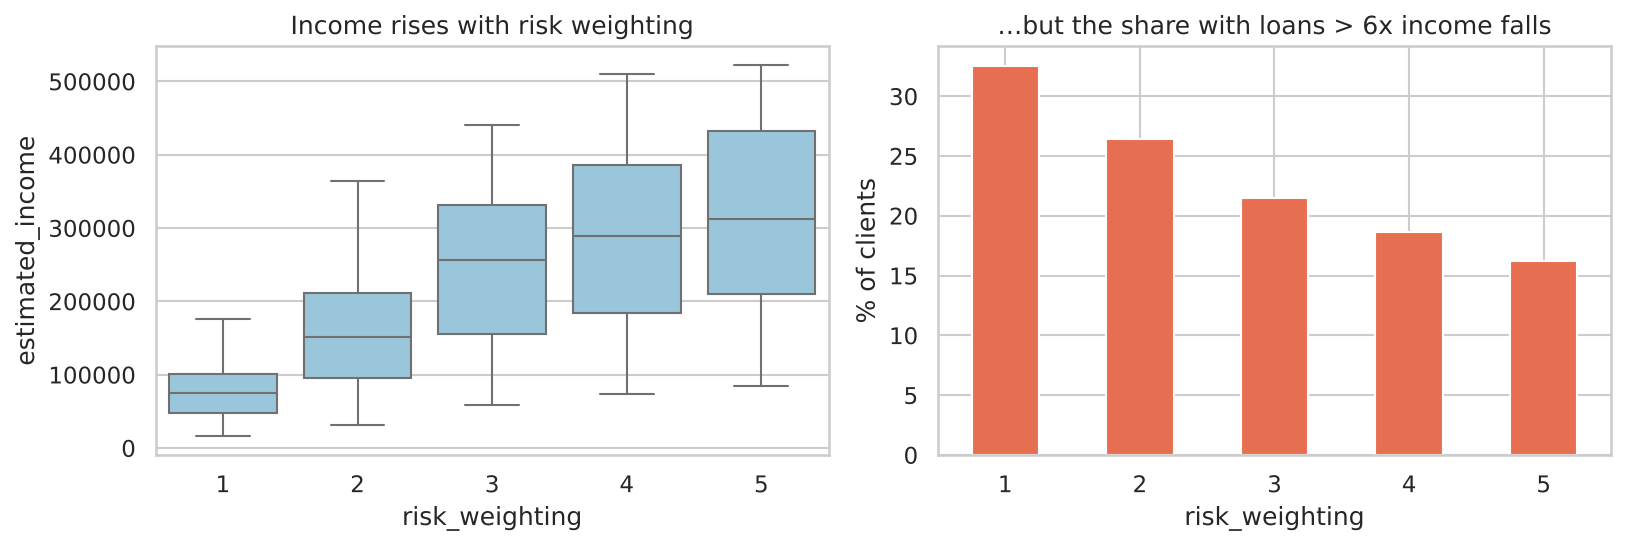 Income rises with risk weighting
500000
400000
300000
200000
100000
0
estimated_income
1 2 3 4 5
risk_weighting
...but the share with loans > 6x income falls
30
25
20
15
10
5
0
% of clients
1 2 3 4 5
risk_weighting